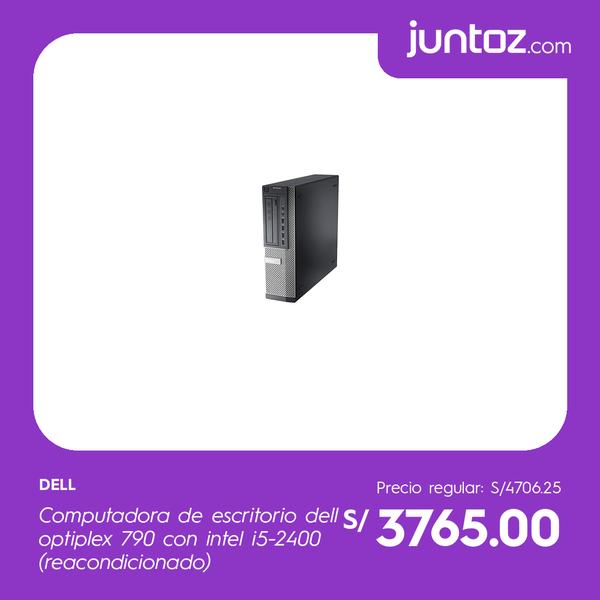 juntoz.com
DELL
Precio regular: S/4706.25
Computadora de escritorio dell
optiplex 790 con intel i5-2400
(reacondicionado)
S/ 3765.00